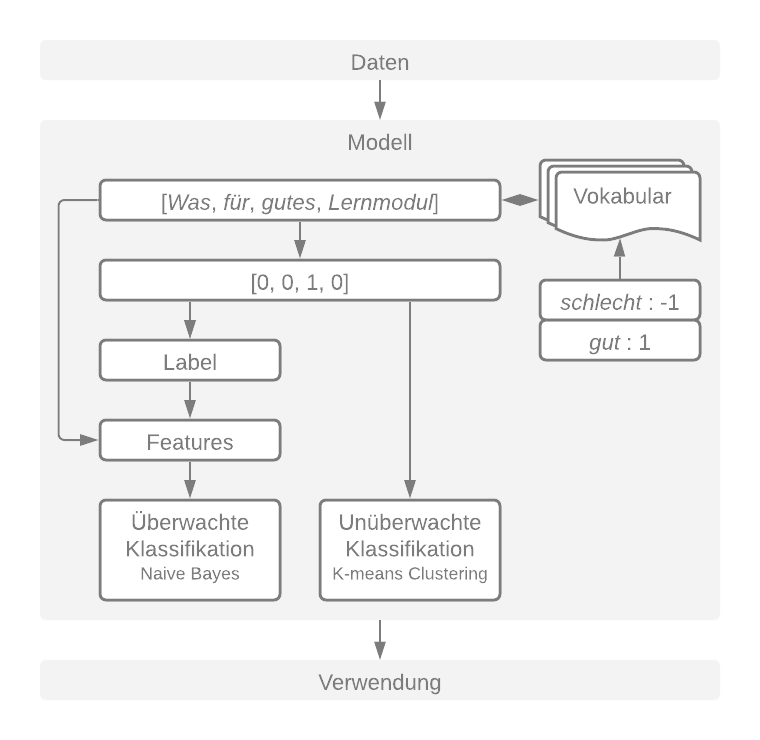 Daten
Modell
[Was, für, gutes, Lernmodul]
Vokabular
[0, 0, 1, 0]
schlecht : -1
gut : 1
Label
Features
Überwachte
Klassifikation
Naive Bayes
Unüberwachte
Klassifikation
K-means Clustering
Verwendung